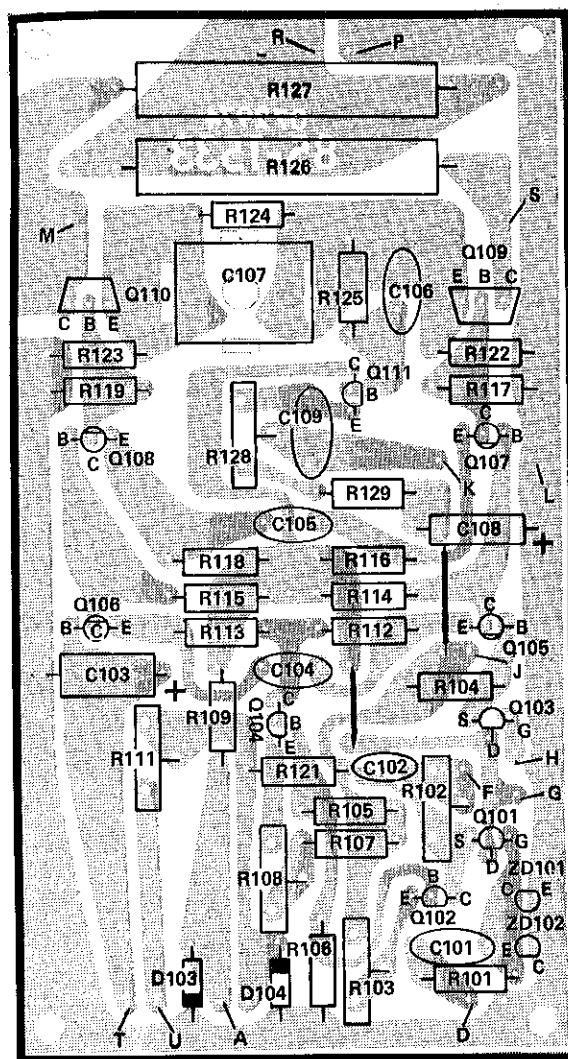 R P
R127
R126
R124
S
M
Q109
E B C
C107
Q110
R125
C106
C B E
R123
C
Q111
R122
R119
B
R117
E
C109
C
B E
Q108
C
R128
E B
Q107
K
R129
L
C105
C108
+
R118
R116
R115
R114
Q106
B C E
C
R113
R112
E B
Q105
C103
+
C104
J
R104
R109
Q104
C
B
E
Q103
S G
D
R111
H
R121
C102
R102
F
G
R105
Q101
R107
S G
D
ZD101
R108
B
E C
Q102
C E
ZD102
R106
C101
E
C
D103
D104
R103
R101
T U A D